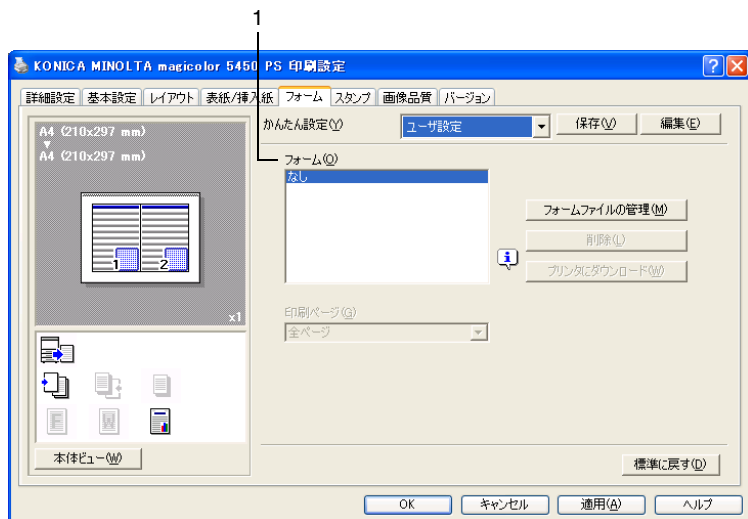 1
KONICA MINOLTA magicolor 5450 PS 印刷設定
詳細設定 基本設定 レイアウト 表紙/挿入紙 フォーム スタンプ 画像品質 バージョン
A4 (210x297 mm)
A4 (210x297 mm)
1 2
x1
F W
本体ビュー(W)
かんたん設定(Y) ユーザ設定 保存(V) 編集(E)
フォーム(O)
なし
フォームファイルの管理(M)
削除(L)
プリンタにダウンロード(W)
印刷ページ(G)
全ページ
標準に戻す(D)
OK キャンセル 適用(A) ヘルプ